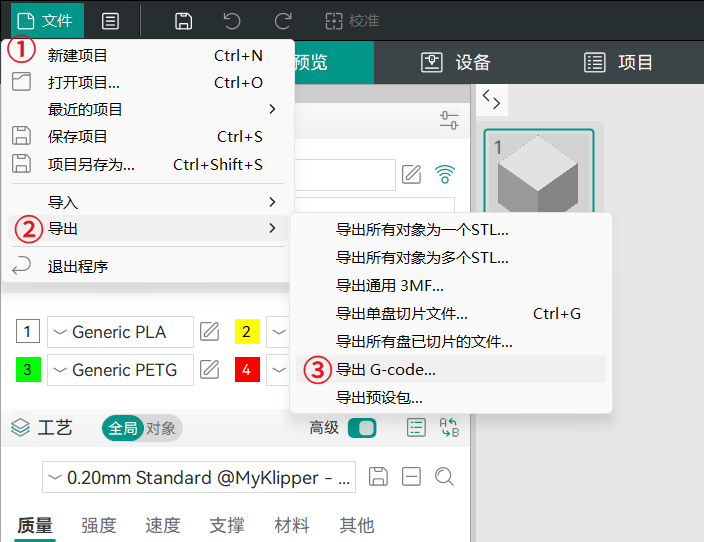 文件
校准
①
新建项目 Ctrl+N
打开项目... Ctrl+O
最近的项目
保存项目 Ctrl+S
项目另存为... Ctrl+Shift+S
导入
② 导出
退出程序
预览
设备
项目
1
导出所有对象为一个STL...
导出所有对象为多个STL...
导出通用 3MF...
导出单盘切片文件... Ctrl+G
导出所有盘已切片的文件...
③ 导出 G-code...
导出预设包...
1 Generic PLA 2
3 Generic PETG 4
工艺 全局 对象 高级
0.20mm Standard @MyKlipper - ...
质量 强度 速度 支撑 材料 其他